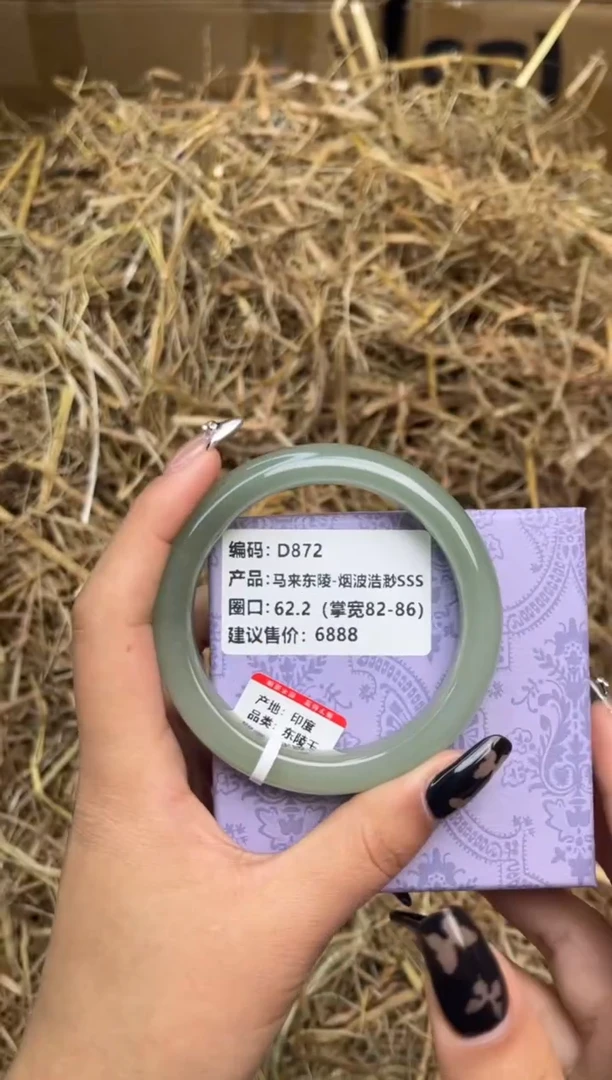 编码：D872
产品：马来东陵-烟波浩渺SSS
圈口：62.2（掌宽82-86）
建议售价：6888
产地：印度
品类：东陵玉